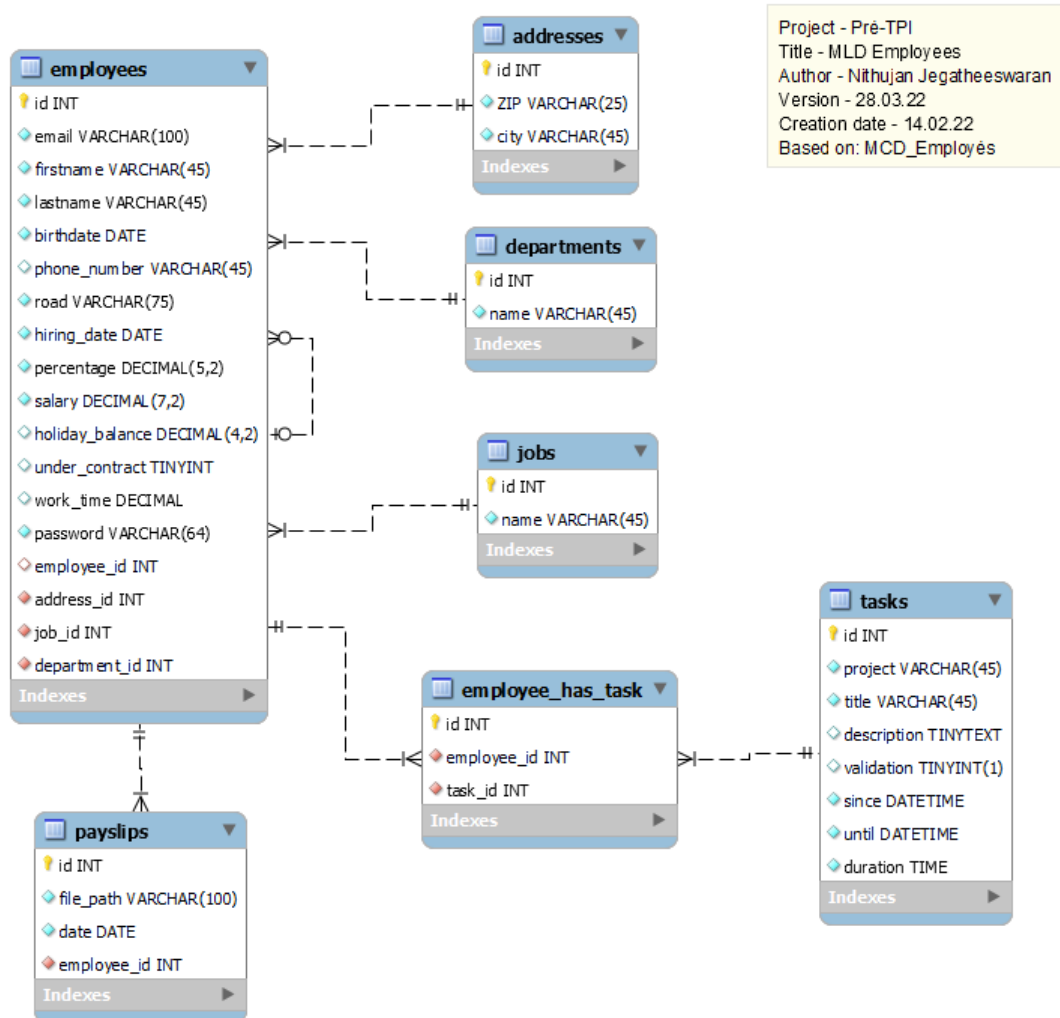 employees
id INT
email VARCHAR(100)
firstname VARCHAR(45)
lastname VARCHAR(45)
birthdate DATE
phone_number VARCHAR(45)
road VARCHAR(75)
hiring_date DATE
percentage DECIMAL(5,2)
salary DECIMAL(7,2)
holiday_balance DECIMAL(4,2)
under_contract TINYINT
work_time DECIMAL
password VARCHAR(64)
employee_id INT
address_id INT
job_id INT
department_id INT
Indexes
addresses
id INT
ZIP VARCHAR(25)
city VARCHAR(45)
Indexes
Project - Pré-TPI
Title - MLD Employees
Author - Nithujan Jegatheeswaran
Version - 28.03.22
Creation date - 14.02.22
Based on: MCD_Employés
departments
id INT
name VARCHAR(45)
Indexes
jobs
id INT
name VARCHAR(45)
Indexes
tasks
id INT
project VARCHAR(45)
title VARCHAR(45)
description TINYTEXT
validation TINYINT(1)
since DATETIME
until DATETIME
duration TIME
Indexes
employee_has_task
id INT
employee_id INT
task_id INT
Indexes
payslips
id INT
file_path VARCHAR(100)
date DATE
employee_id INT
Indexes